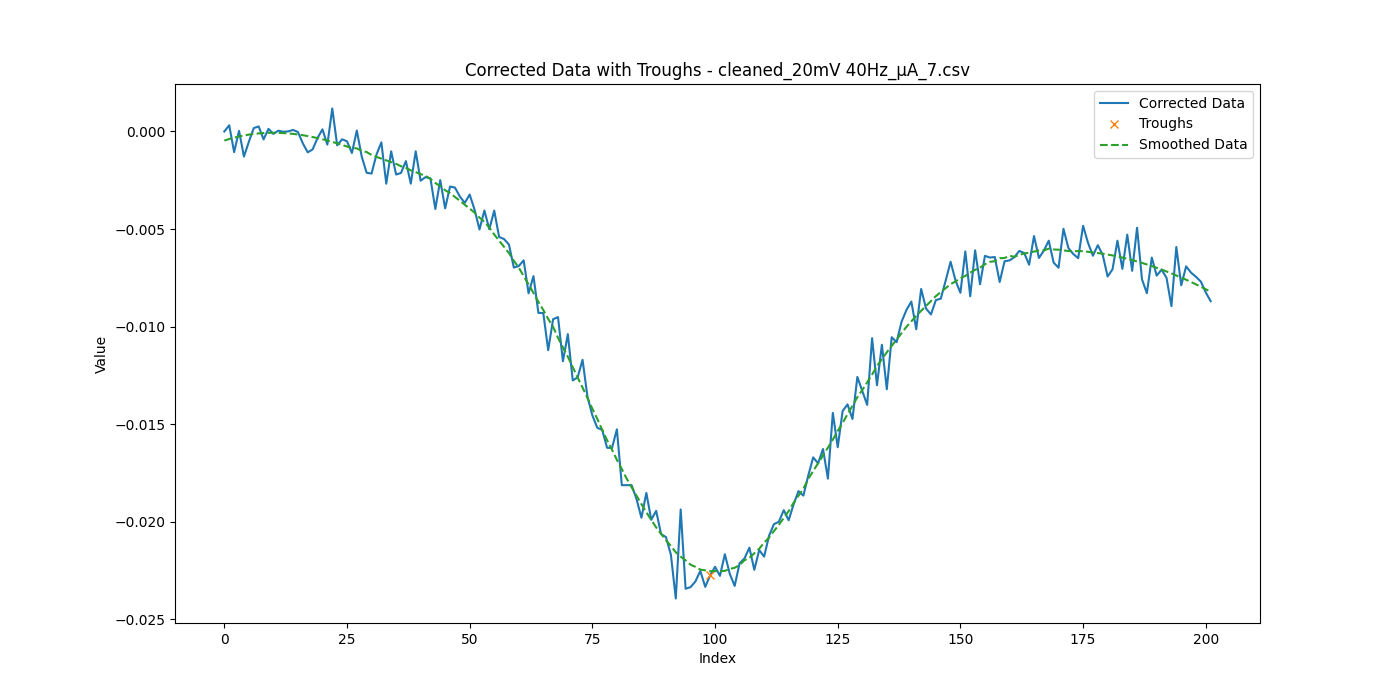 Corrected Data with Troughs - cleaned_20mV 40Hz_μA_7.csv
Corrected Data
Troughs
Smoothed Data
0.000
−0.005
−0.010
−0.015
−0.020
−0.025
Value
0 25 50 75 100 125 150 175 200
Index